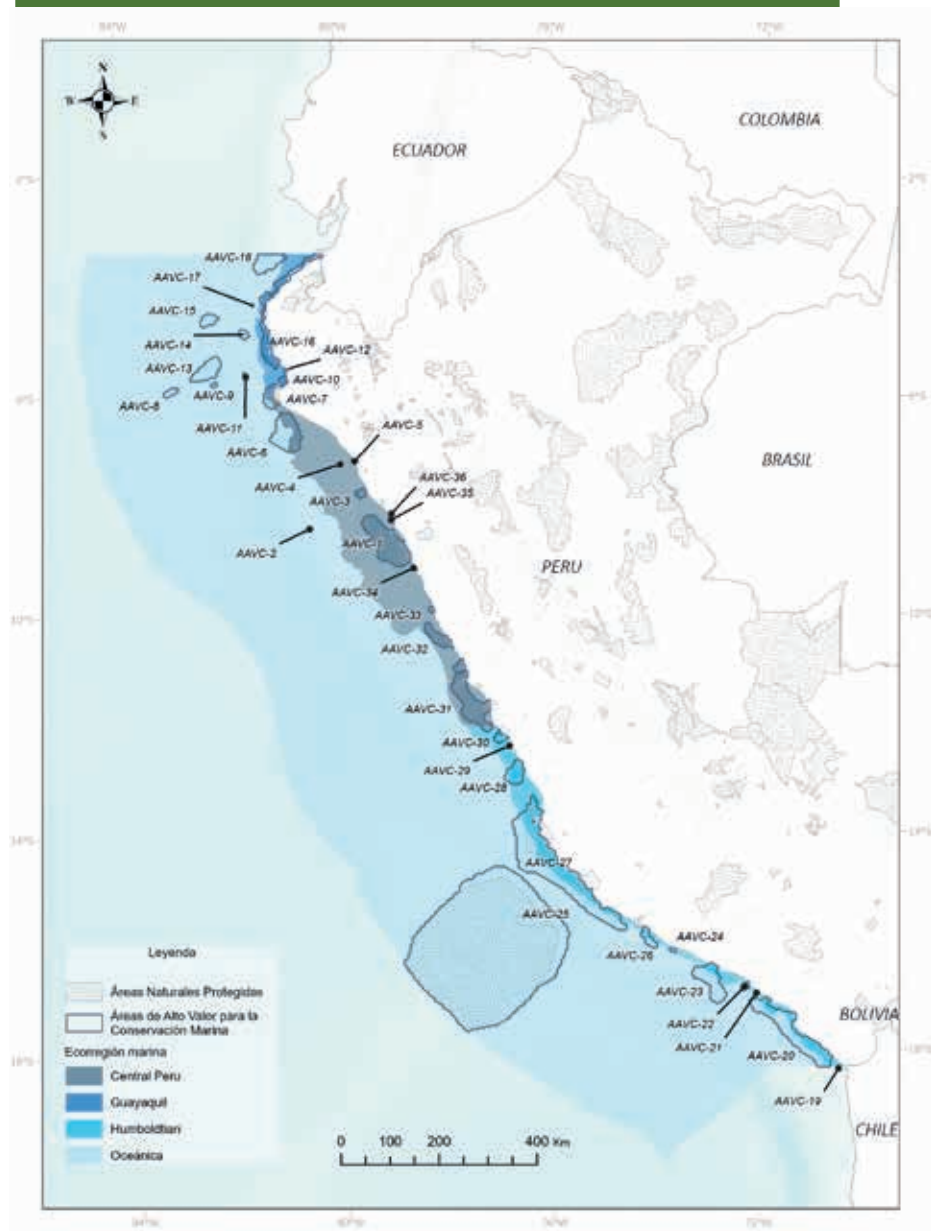 N
W E
S
COLOMBIA
ECUADOR
AAVC-18
AAVC-17
AAVC-15
AAVC-14
AAVC-16
AAVC-12
AAVC-13
AAVC-10
AAVC-9
AAVC-7
AAVC-8
AAVC-11
AAVC-5
AAVC-6
AAVC-4
BRASIL
AAVC-36
AAVC-35
AAVC-3
AAVC-1
AAVC-2
PERU
AAVC-34
AAVC-33
AAVC-32
AAVC-31
AAVC-30
AAVC-29
AAVC-28
AAVC-27
AAVC-25
AAVC-24
AAVC-26
AAVC-23
AAVC-22
AAVC-21
AAVC-20
AAVC-19
BOLIVIA
CHILE
Leyenda
Áreas Naturales Protegidas
Áreas de Alto Valor para la
Conservación Marina
Ecorregión marina
Central Peru
Guayaquil
Humboldtian
Oceánica
0 100 200 400 Km